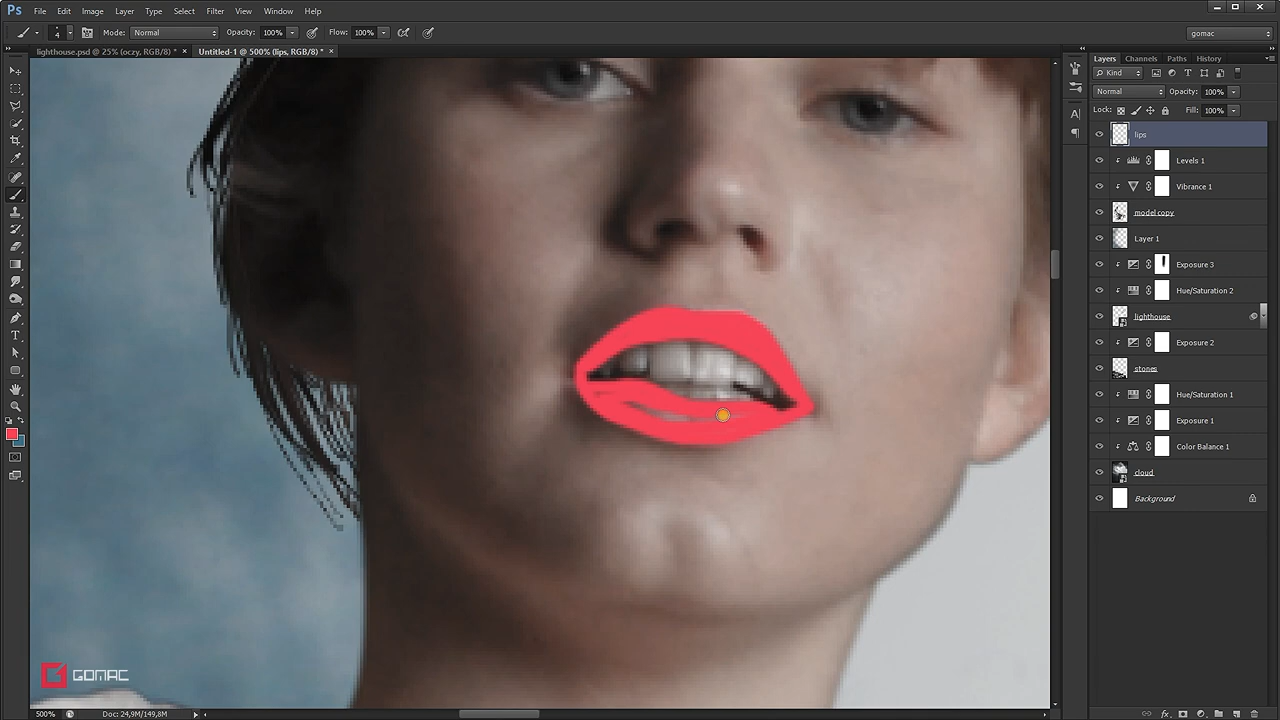 Ps File Edit Image Layer Type Select Filter View Window Help
4 Mode: Normal Opacity: 100% Flow: 100% gomac
lighthouse.psd @ 25% (oczy, RGB/8) * × Untitled-1 @ 500% (lips, RGB/8) * ×
Layers Channels Paths History
Kind
Normal Opacity: 100%
Lock: Fill: 100%
lips
Levels 1
Vibrance 1
model copy
Layer 1
Exposure 3
Hue/Saturation 2
lighthouse
Exposure 2
stones
Hue/Saturation 1
Exposure 1
Color Balance 1
cloud
Background
GOMAC
500% Doc: 24,9M/149,8M